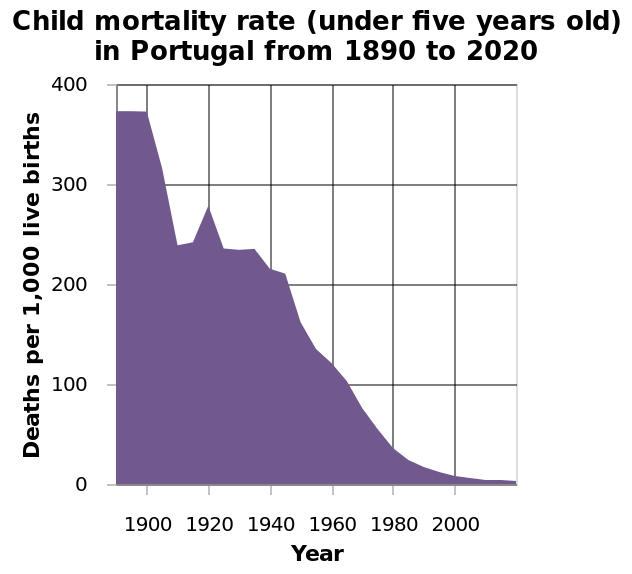 Child mortality rate (under five years old)
in Portugal from 1890 to 2020
400
300
200
100
0
Deaths per 1,000 live births
1900 1920 1940 1960 1980 2000
Year